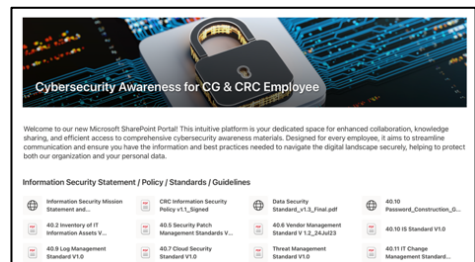 Cybersecurity Awareness for CG & CRC Employee
Welcome to our new Microsoft SharePoint Portal! This intuitive platform is your dedicated space for enhanced collaboration, knowledge
sharing, and efficient access to comprehensive cybersecurity awareness materials. Designed for every employee, it aims to streamline
communication and ensure you have the information and best practices needed to navigate the digital landscape securely, helping to protect
both our organization and your personal data.
Information Security Statement / Policy / Standards / Guidelines
Information Security Mission
Statement and...
CRC Information Security
Policy v1.1_Signed
Data Security
Standard_v1.3_Final.pdf
40.10
Password_Construction_G...
40.2 Inventory of IT
Information Assets V...
40.5 Security Patch
Management Standards V...
40.6 Vendor Management
Standard V 1.2_24Jul23
40.10 IS Standard V1.0
40.9 Log Management
Standard V1.0
40.7 Cloud Security
Standard V1.0
Threat Management
Standard V1.0
40.11 IT Change
Management Standard...